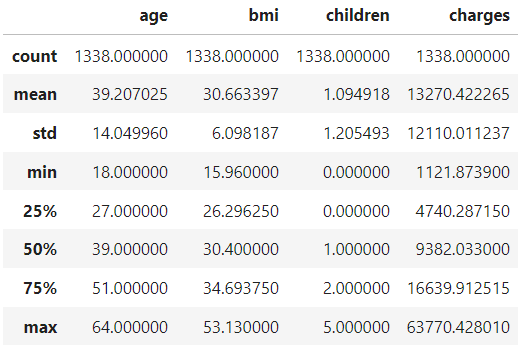 age bmi children charges
count 1338.000000 1338.000000 1338.000000 1338.000000
mean 39.207025 30.663397 1.094918 13270.422265
std 14.049960 6.098187 1.205493 12110.011237
min 18.000000 15.960000 0.000000 1121.873900
25% 27.000000 26.296250 0.000000 4740.287150
50% 39.000000 30.400000 1.000000 9382.033000
75% 51.000000 34.693750 2.000000 16639.912515
max 64.000000 53.130000 5.000000 63770.428010